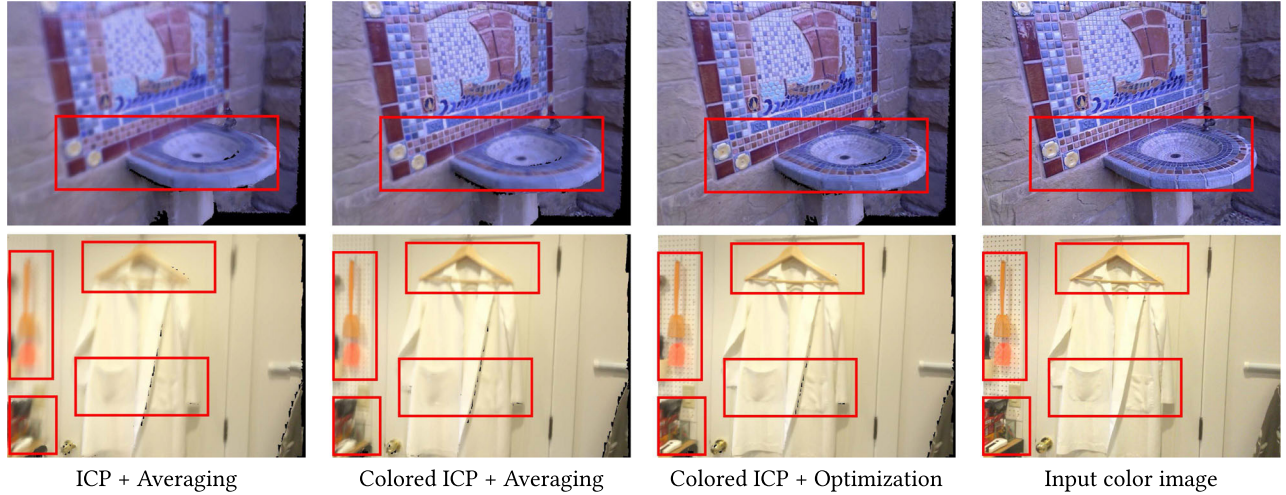 ICP + Averaging
Colored ICP + Averaging
Colored ICP + Optimization
Input color image